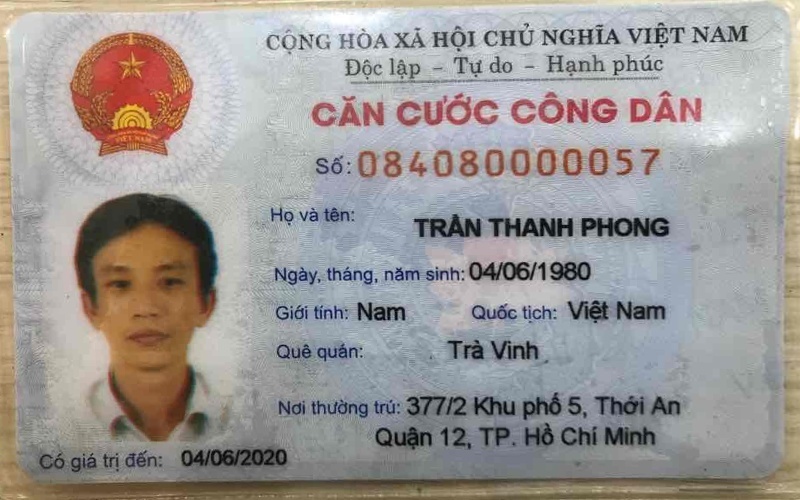 CỘNG HÒA XÃ HỘI CHỦ NGHĨA VIỆT NAM
Độc lập - Tự do - Hạnh phúc
CĂN CƯỚC CÔNG DÂN
Số: 084080000057
Họ và tên: TRẦN THANH PHONG
Ngày, tháng, năm sinh: 04/06/1980
Giới tính: Nam Quốc tịch: Việt Nam
Quê quán: Trà Vinh
Nơi thường trú: 377/2 Khu phố 5, Thới An
Quận 12, TP. Hồ Chí Minh
Có giá trị đến: 04/06/2020
VIỆT NAM